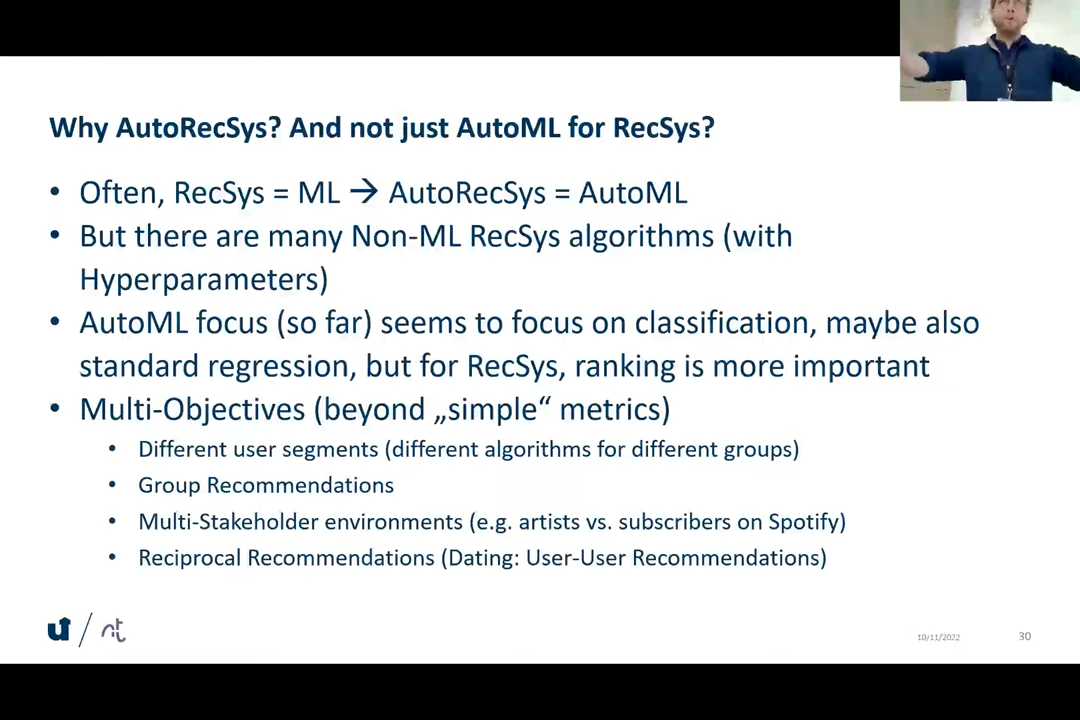 Why AutoRecSys? And not just AutoML for RecSys?
• Often, RecSys = ML → AutoRecSys = AutoML
• But there are many Non-ML RecSys algorithms (with
Hyperparameters)
• AutoML focus (so far) seems to focus on classification, maybe also
standard regression, but for RecSys, ranking is more important
• Multi-Objectives (beyond „simple“ metrics)
• Different user segments (different algorithms for different groups)
• Group Recommendations
• Multi-Stakeholder environments (e.g. artists vs. subscribers on Spotify)
• Reciprocal Recommendations (Dating: User-User Recommendations)
10/11/2022
30